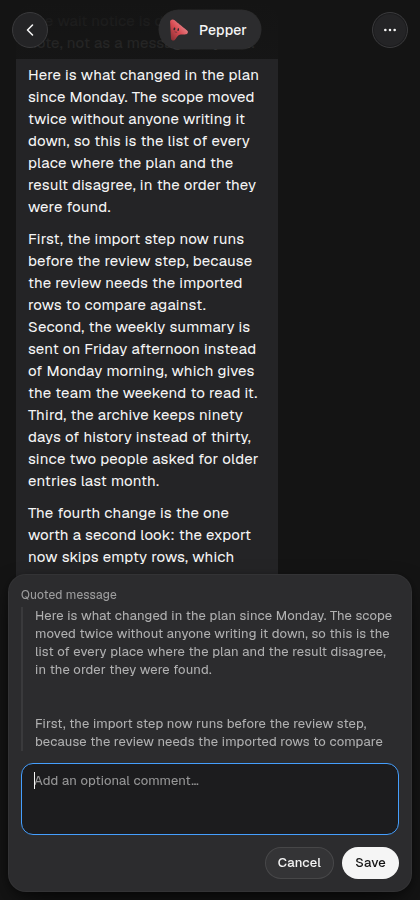 Pepper
Here is what changed in the plan
since Monday. The scope moved
twice without anyone writing it
down, so this is the list of every
place where the plan and the
result disagree, in the order they
were found.
First, the import step now runs
before the review step, because
the review needs the imported
rows to compare against.
Second, the weekly summary is
sent on Friday afternoon instead
of Monday morning, which gives
the team the weekend to read it.
Third, the archive keeps ninety
days of history instead of thirty,
since two people asked for older
entries last month.
The fourth change is the one
worth a second look: the export
now skips empty rows, which
Quoted message
Here is what changed in the plan since Monday. The scope
moved twice without anyone writing it down, so this is the
list of every place where the plan and the result disagree,
in the order they were found.
First, the import step now runs before the review step,
because the review needs the imported rows to compare
Add an optional comment…
Cancel
Save